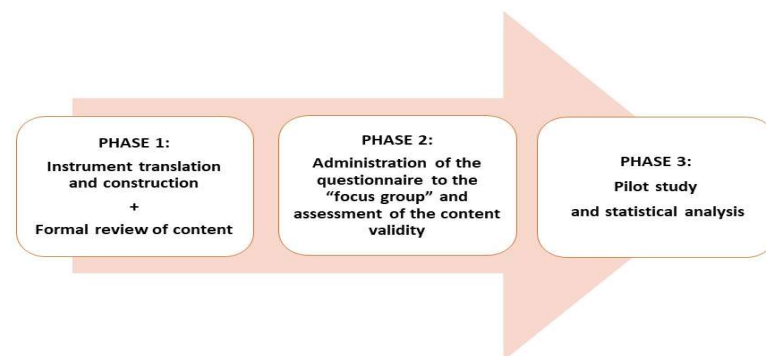 PHASE 1:
Instrument translation
and construction
+
Formal review of content
PHASE 2:
Administration of the
questionnaire to the
“focus group” and
assessment of the content
validity
PHASE 3:
Pilot study
and statistical analysis